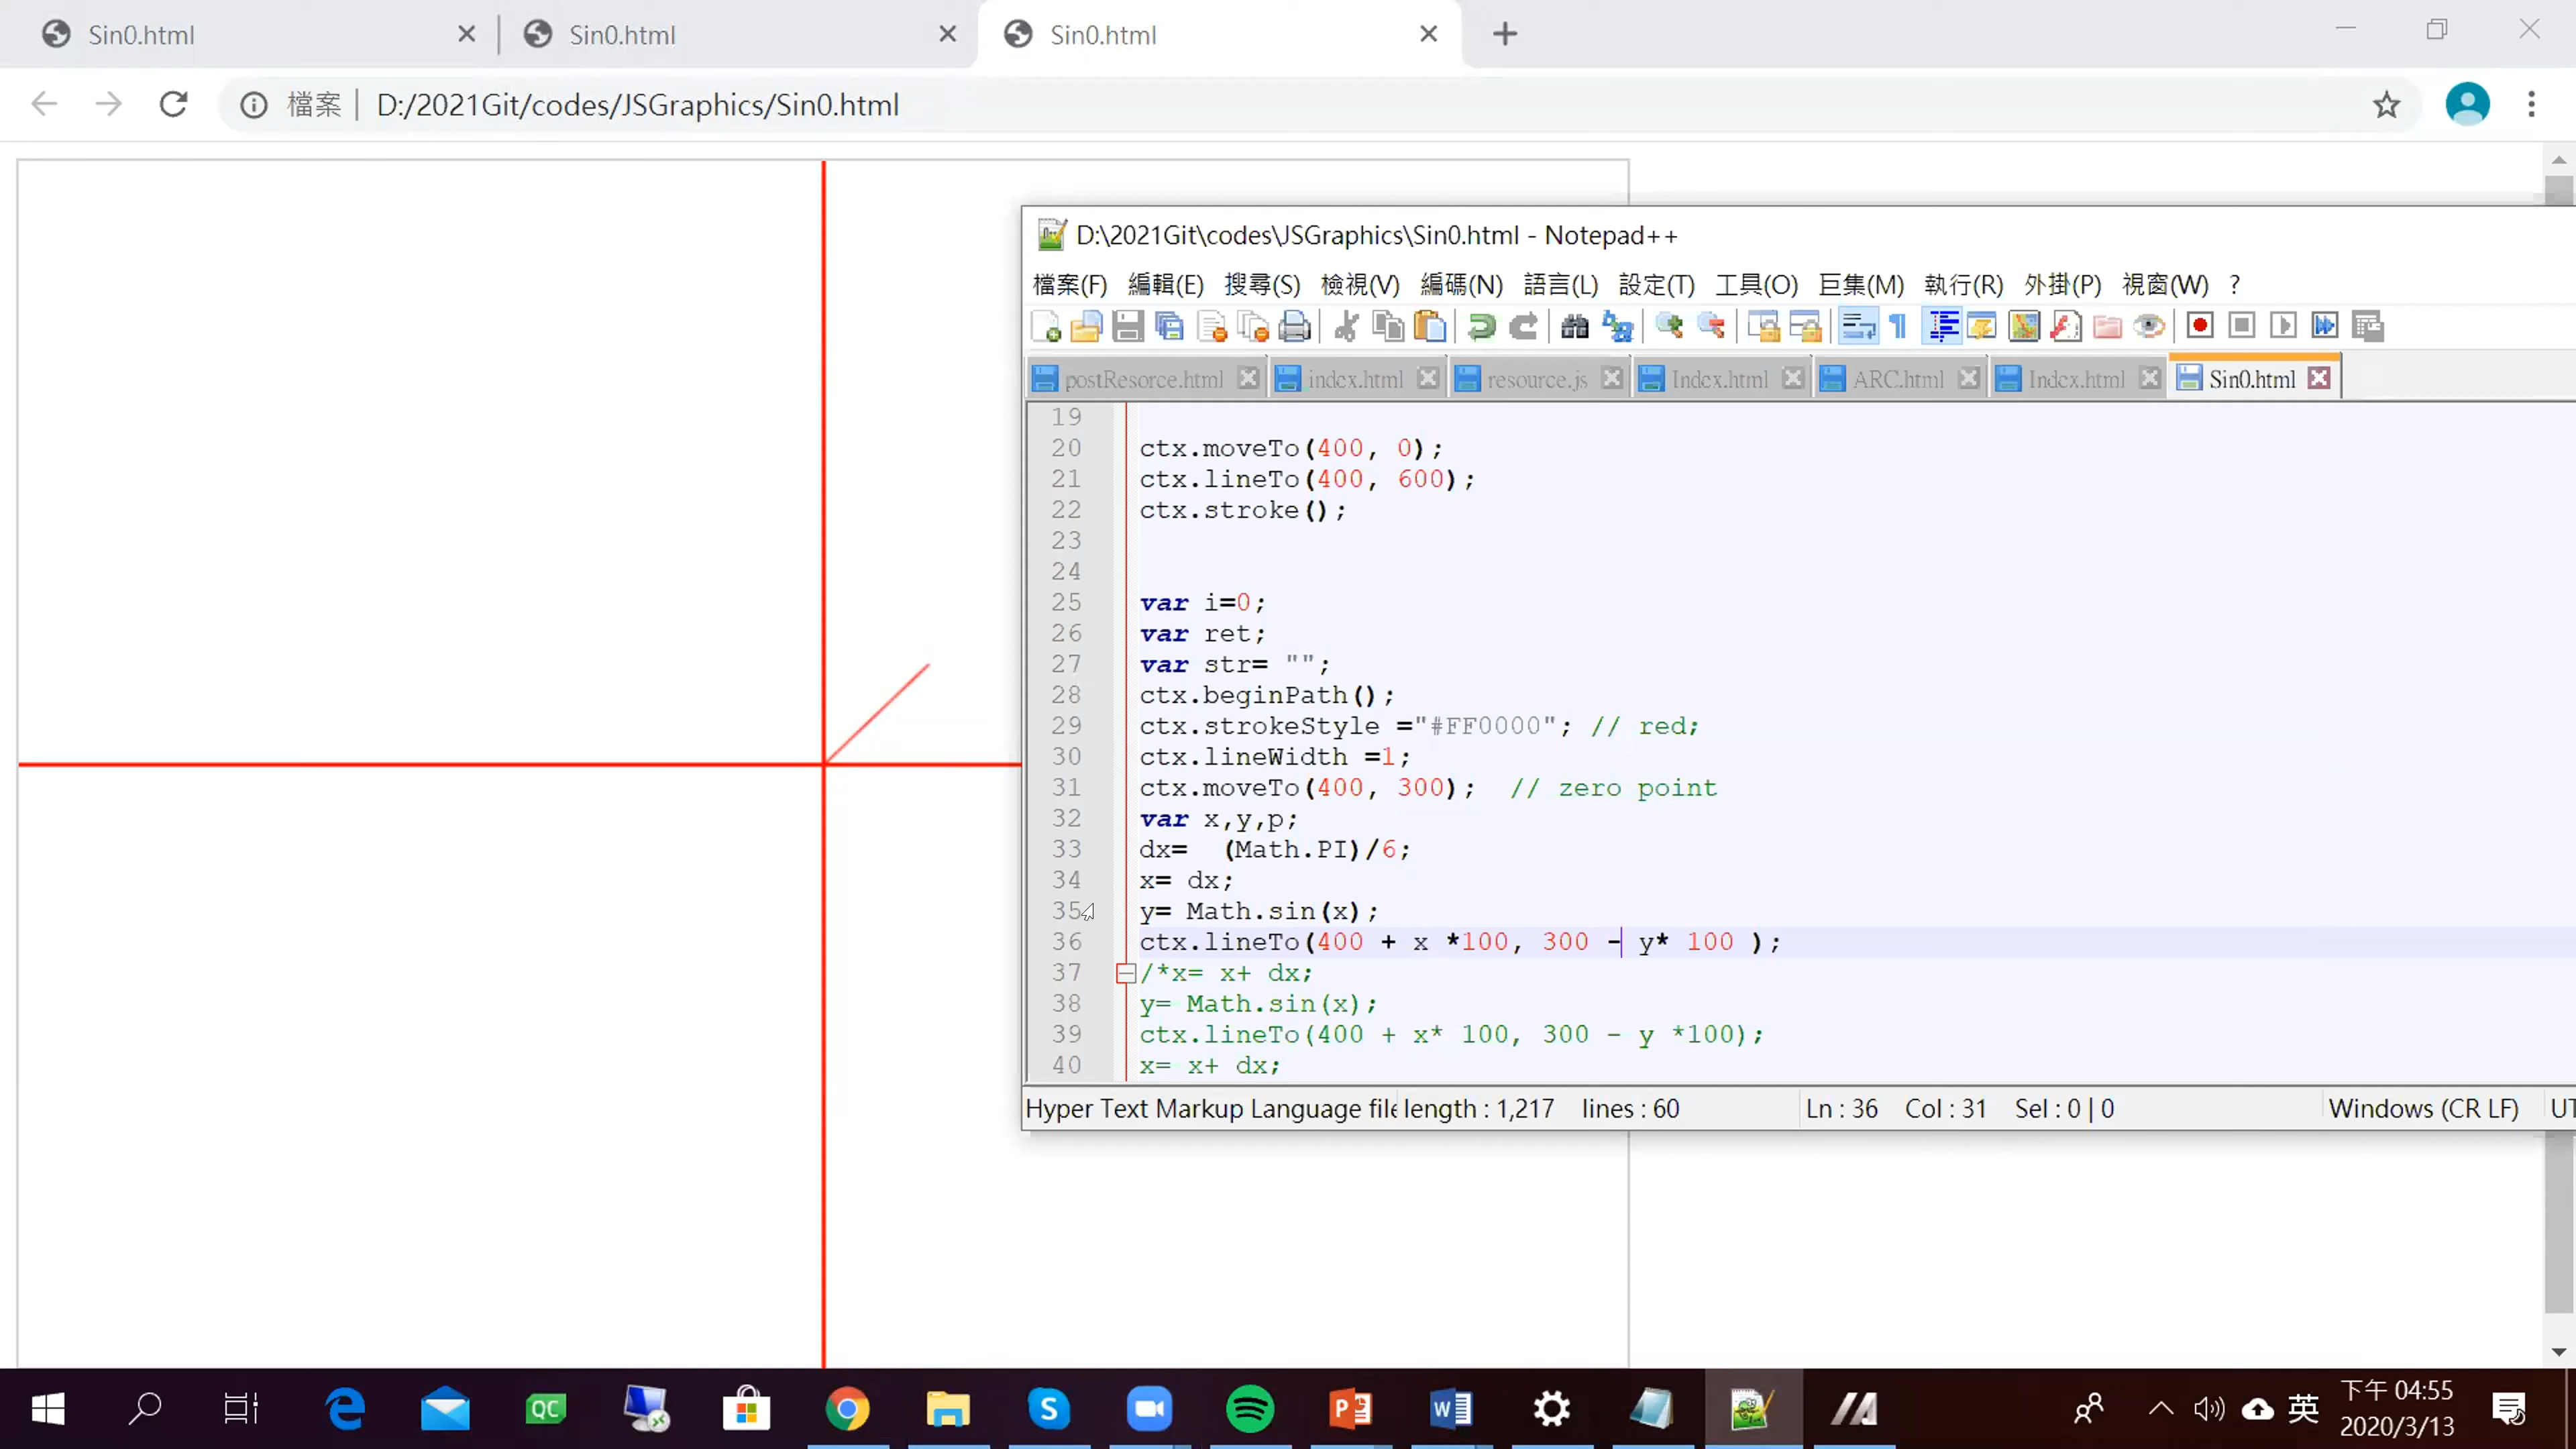 Sin0.html
Sin0.html
Sin0.html
檔案 D:/2021Git/codes/JSGraphics/Sin0.html
D:\2021Git\codes\JSGraphics\Sin0.html - Notepad++
檔案(F) 編輯(E) 搜尋(S) 檢視(V) 編碼(N) 語言(L) 設定(T) 工具(O) 巨集(M) 執行(R) 外掛(P) 視窗(W) ?
postResorce.html index.html resource.js Index.html ARC.html Index.html Sin0.html
19
20 ctx.moveTo(400, 0);
21 ctx.lineTo(400, 600);
22 ctx.stroke();
23
24
25 var i=0;
26 var ret;
27 var str= "";
28 ctx.beginPath();
29 ctx.strokeStyle ="#FF0000"; // red;
30 ctx.lineWidth =1;
31 ctx.moveTo(400, 300); // zero point
32 var x,y,p;
33 dx= (Math.PI)/6;
34 x= dx;
35 y= Math.sin(x);
36 ctx.lineTo(400 + x *100, 300 - y* 100 );
37 /*x= x+ dx;
38 y= Math.sin(x);
39 ctx.lineTo(400 + x* 100, 300 - y *100);
40 x= x+ dx;
Hyper Text Markup Language file length : 1,217 lines : 60 Ln : 36 Col : 31 Sel : 0 | 0 Windows (CR LF) UT
QC
英
下午 04:55
2020/3/13